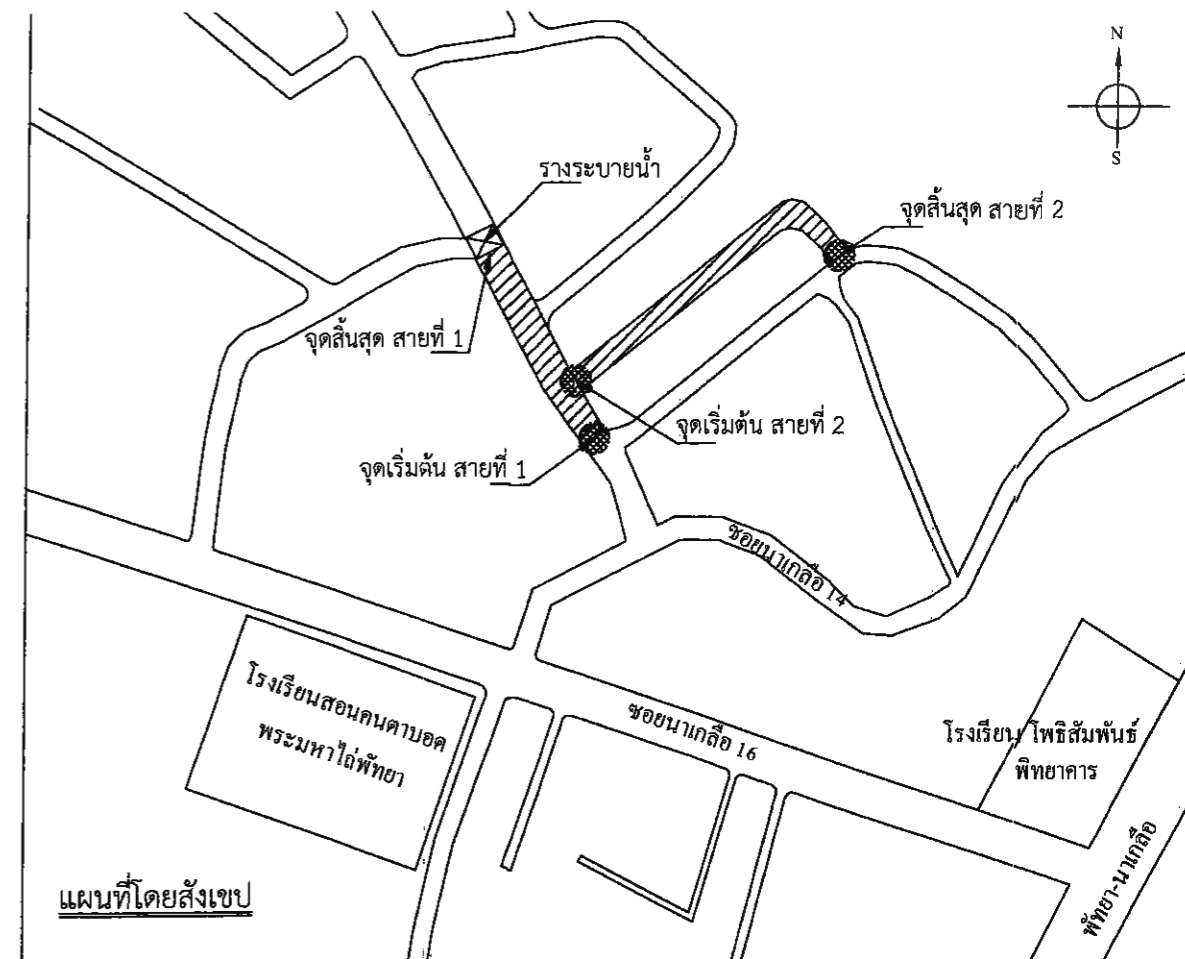 N
S
รางระบายน้ำ
จุดสิ้นสุด สายที่ 2
จุดสิ้นสุด สายที่ 1
จุดเริ่มต้น สายที่ 2
จุดเริ่มต้น สายที่ 1
ซอยนาเกลือ 14
โรงเรียนสอนคนตาบอด
พระมหาไถ่พัทยา
ซอยนาเกลือ 16
โรงเรียน โพธิสัมพันธ์
พิทยาคาร
พัทยา-นาเกลือ
แผนที่โดยสังเขป